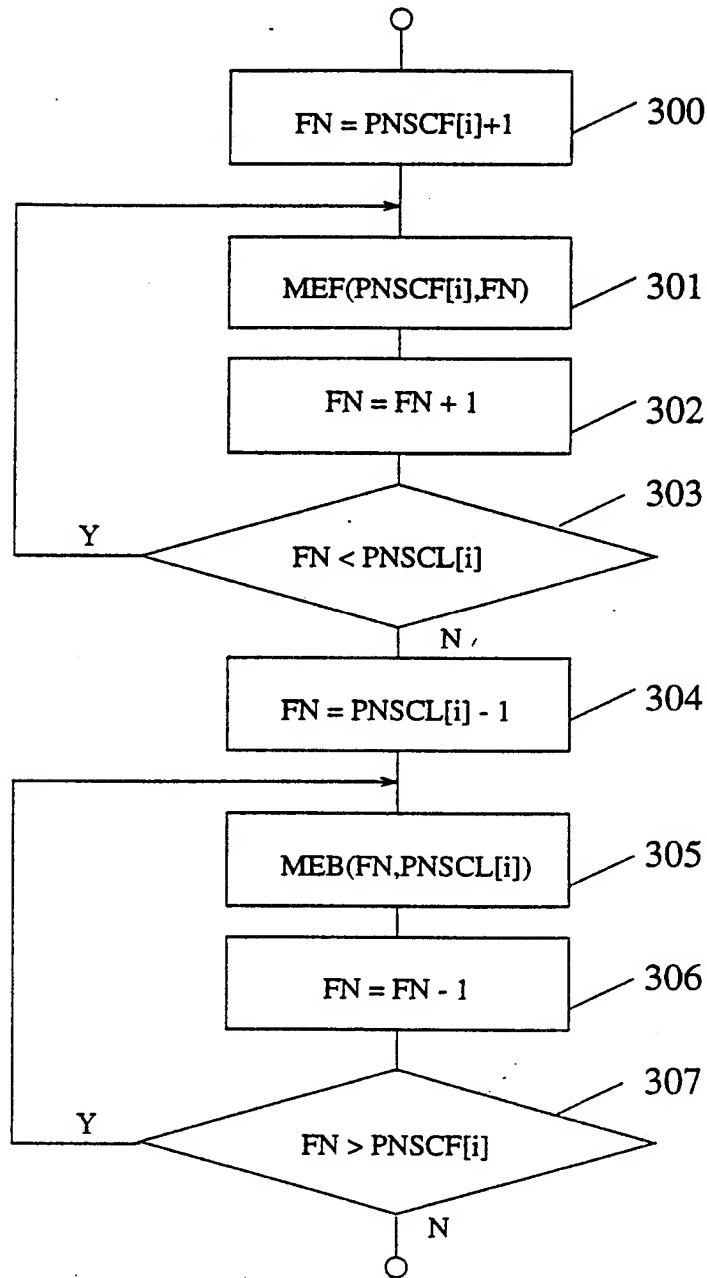 FN = PNSCF[i]+1
300
MEF(PNSCF[i],FN)
301
FN = FN + 1
302
303
Y
FN < PNSCL[i]
N
FN = PNSCL[i] - 1
304
MEB(FN,PNSCL[i])
305
FN = FN - 1
306
307
Y
FN > PNSCF[i]
N